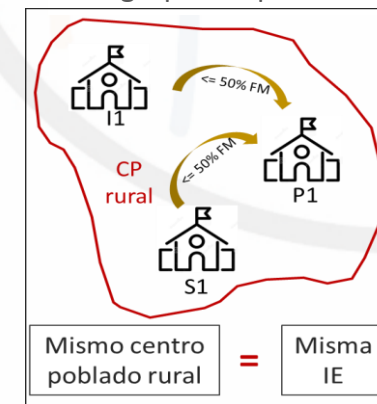 <= 50% FM
I1
<= 50% FM
P1
CP
rural
S1
Mismo centro
poblado rural
=
Misma
IE